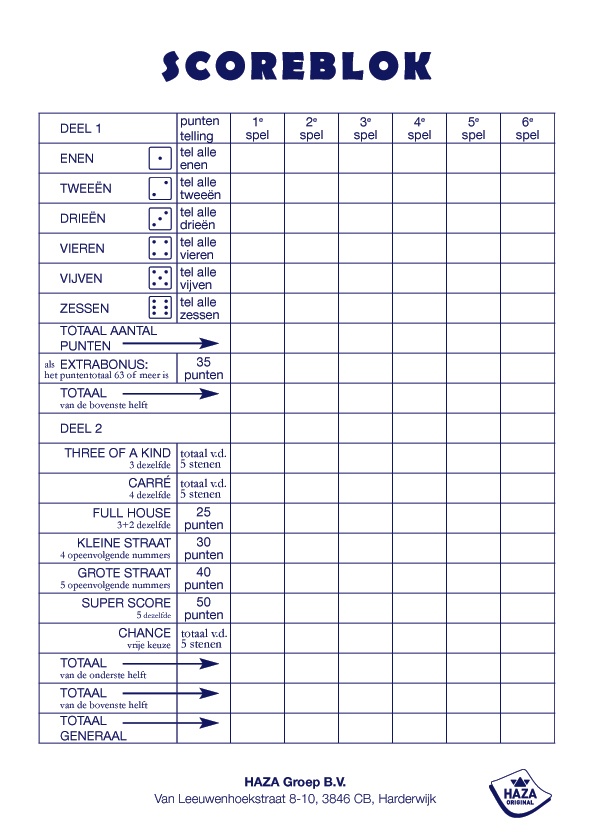 SCOREBLOK
DEEL 1 punten telling 1e spel 2e spel 3e spel 4e spel 5e spel 6e spel
ENEN tel alle enen
TWEEËN tel alle tweeën
DRIEËN tel alle drieën
VIEREN tel alle vieren
VIJVEN tel alle vijven
ZESSEN tel alle zessen
TOTAAL AANTAL
PUNTEN
als EXTRABONUS: 35
het puntentotaal 63 of meer is punten
TOTAAL
van de bovenste helft
DEEL 2
THREE OF A KIND totaal v.d.
3 dezelfde 5 stenen
CARRÉ totaal v.d.
4 dezelfde 5 stenen
FULL HOUSE 25
3+2 dezelfde punten
KLEINE STRAAT 30
4 opeenvolgende nummers punten
GROTE STRAAT 40
5 opeenvolgende nummers punten
SUPER SCORE 50
5 dezelfde punten
CHANCE totaal v.d.
vrije keuze 5 stenen
TOTAAL
van de onderste helft
TOTAAL
van de bovenste helft
TOTAAL
GENERAAL
HAZA Groep B.V.
Van Leeuwenhoekstraat 8-10, 3846 CB, Harderwijk
HAZA
ORIGINAL